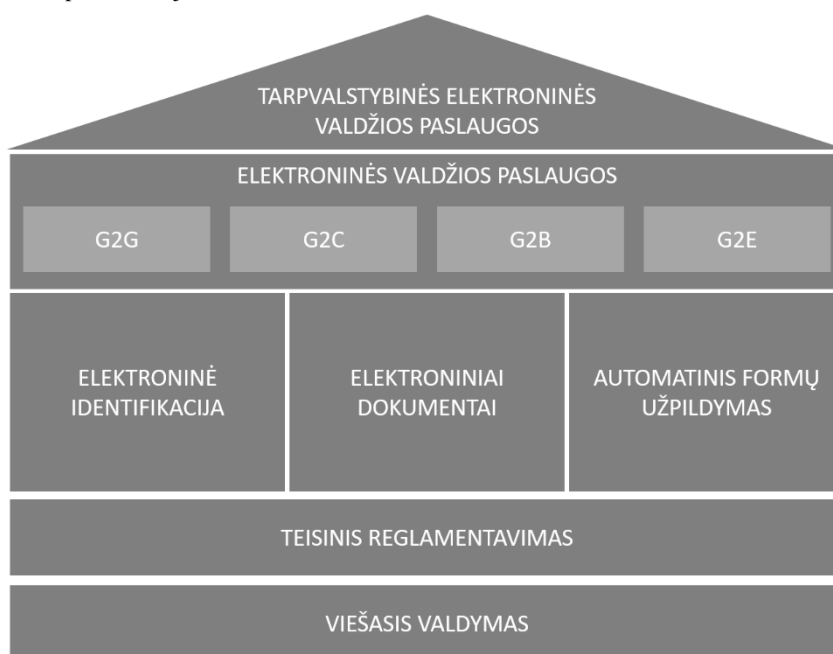 TARPVALSTYBINĖS ELEKTRONINĖS
VALDŽIOS PASLAUGOS
ELEKTRONINĖS VALDŽIOS PASLAUGOS
G2G G2C G2B G2E
ELEKTRONINĖ
IDENTIFIKACIJA
ELEKTRONINIAI
DOKUMENTAI
AUTOMATINIS FORMŲ
UŽPILDYMAS
TEISINIS REGLAMENTAVIMAS
VIEŠASIS VALDYMAS